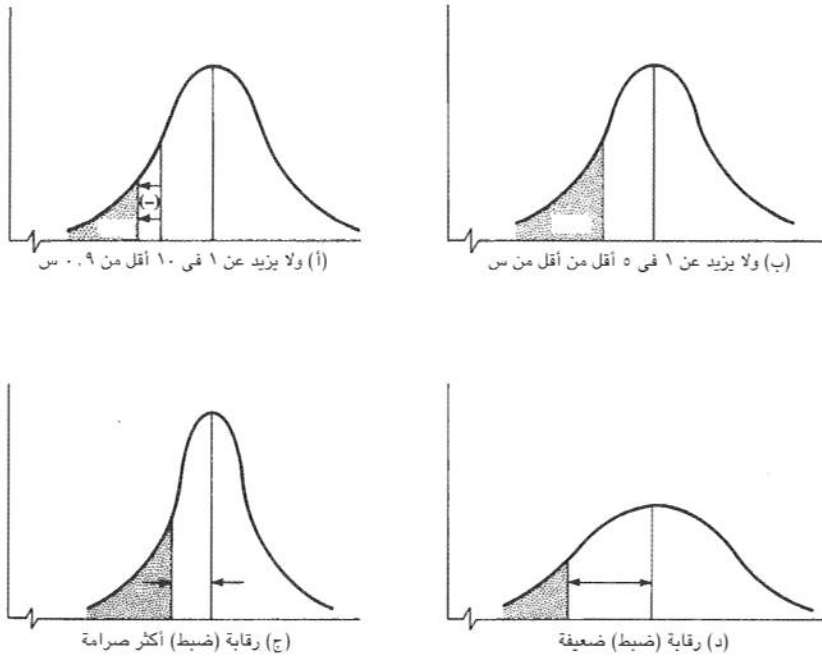 (-)
(أ) ولا يزيد عن ١ فى ١٠ أقل من ٠.٩ س
(ب) ولا يزيد عن ١ فى ٥ أقل من أقل من س
(ج) رقابة (ضبط) أكثر صرامة
(د) رقابة (ضبط) ضعيفة